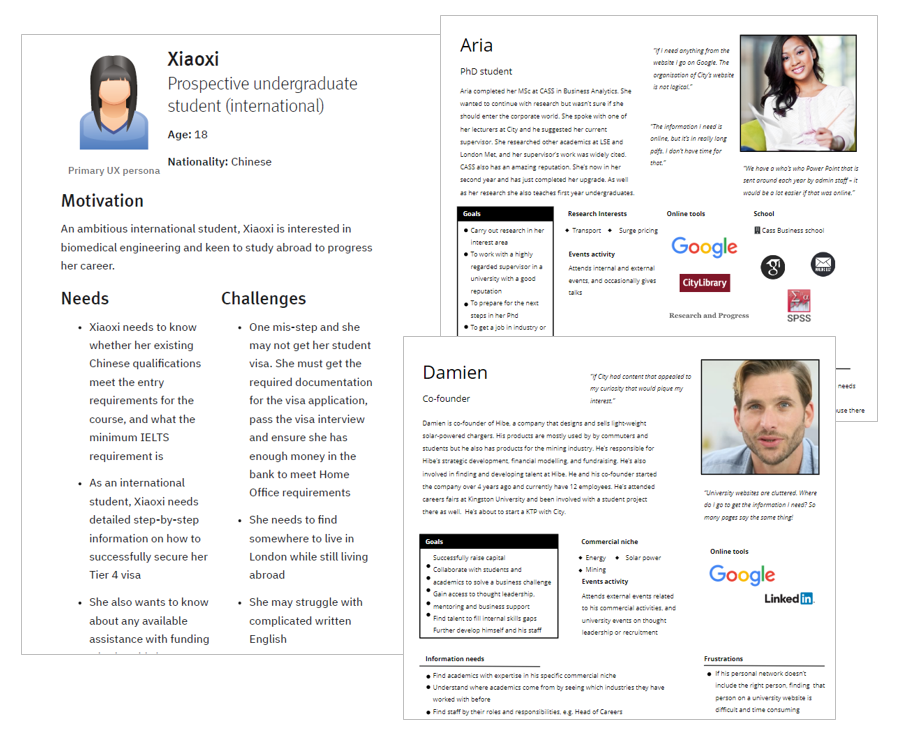 Xiaoxi
Prospective undergraduate
student (international)
Age: 18
Nationality: Chinese
Primary UX persona
Motivation
An ambitious international student, Xiaoxi is interested in
biomedical engineering and keen to study abroad to progress
her career.
Needs
Xiaoxi needs to know
whether her existing
Chinese qualifications
meet the entry
requirements for the
course, and what the
minimum IELTS
requirement is
As an international
student, Xiaoxi needs
detailed step-by-step
information on how to
successfully secure her
Tier 4 visa
She also wants to know
about any available
assistance with funding
Challenges
One mis-step and she
may not get her student
visa. She must get the
required documentation
for the visa application,
pass the visa interview
and ensure she has
enough money in the
bank to meet Home
Office requirements
She needs to find
somewhere to live in
London while still living
abroad
She may struggle with
complicated written
English
Aria
PhD student
Aria completed her MSc at CASS in Business Analytics. She
wanted to continue with research but wasn't sure if she
should enter the corporate world. She spoke with one of
her lecturers at City and he suggested her current
supervisor. She researched other academics at LSE and
London Met, and her supervisor's work was widely cited.
CASS also has an amazing reputation. She's now in her
second year and has just completed her upgrade. As well
as her research she also teaches first year undergraduates.
"If I need anything from the
website i go on Google. The
organisation of City's website
is not logical."
"The information I need is
online, but it's in really long
pdfs. I don't have time for
that."
"We have a who's who Power Point that is
sent around each year by admin staff – it
would be a lot easier if that was online."
Goals
Carry out research in her
interest area
To work with a highly
regarded supervisor in a
university with a good
reputation
To prepare for the next
steps in her Phd
To get a job in industry or
Research Interests
Transport
Surge pricing
Events activity
Attends internal and external
events, and occasionally gives
talks
Online tools
Google
CityLibrary
Research and Progress
School
Cass Business school
SPSS
needs
use there
Damien
Co-founder
Damien is co-founder of Hibe, a company that designs and sells light-weight
solar-powered chargers. His products are mostly used by by commuters and
students but he also has products for the mining industry. He's responsible for
Hibe's strategic development, financial modelling, and fundraising. He's also
involved in finding and developing talent at Hibe. He and his co-founder started
the company over 4 years ago and currently have 12 employees. He's attended
careers fairs at Kingston University and been involved with a student project
there as well. He's about to start a KTP with City.
"If City had content that appealed to
my curiosity that would pique my
interest."
"University websites are cluttered. Where
do I go to get the information I need? So
many pages say the same thing!
Goals
Successfully raise capital
Collaborate with students and
academics to solve a business challenge
Gain access to thought leadership,
mentoring and business support
Find talent to fill internal skills gaps
Further develop himself and his staff
Commercial niche
Energy
Solar power
Mining
Events activity
Attends external events related
to his commercial activities, and
university events on thought
leadership or recruitment
Online tools
Google
Linked in
Information needs
Find academics with expertise in his specific commercial niche
Understand where academics come from by seeing which industries they have
worked with before
Find staff by their roles and responsibilities, e.g. Head of Careers
Frustrations
If his personal network doesn't
include the right person, finding that
person on a university website is
difficult and time consuming